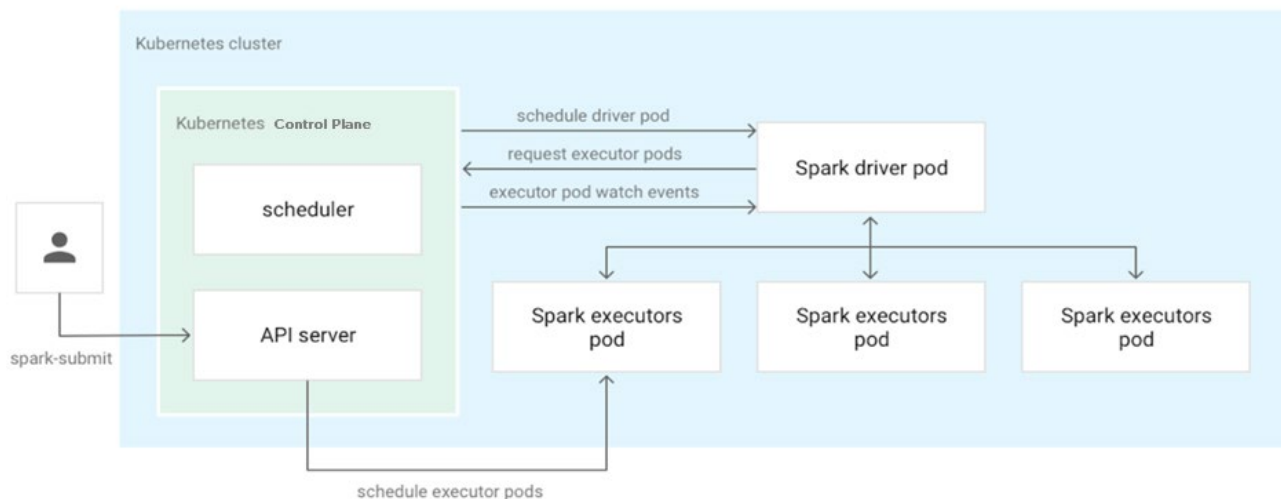 Kubernetes cluster
Kubernetes Control Plane
schedule driver pod
request executor pods
executor pod watch events
Spark driver pod
scheduler
API server
spark-submit
Spark executors
pod
Spark executors
pod
Spark executors
pod
schedule executor pods